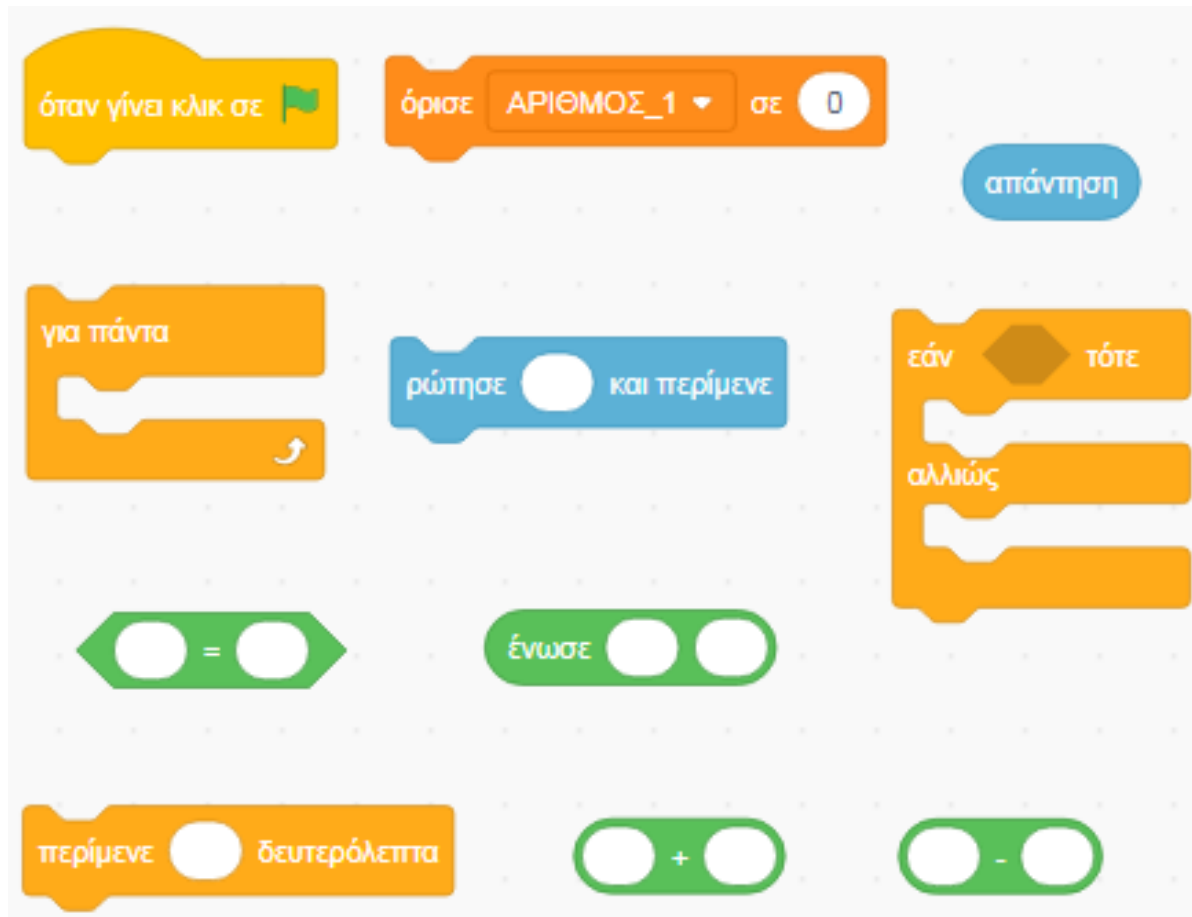 όταν γίνει κλικ σε
όρισε ΑΡΙΘΜΟΣ_1 σε 0
απάντηση
για πάντα
ρώτησε και περίμενε
εάν τότε
αλλιώς
=
ένωσε
περίμενε δευτερόλεπτα
+
-